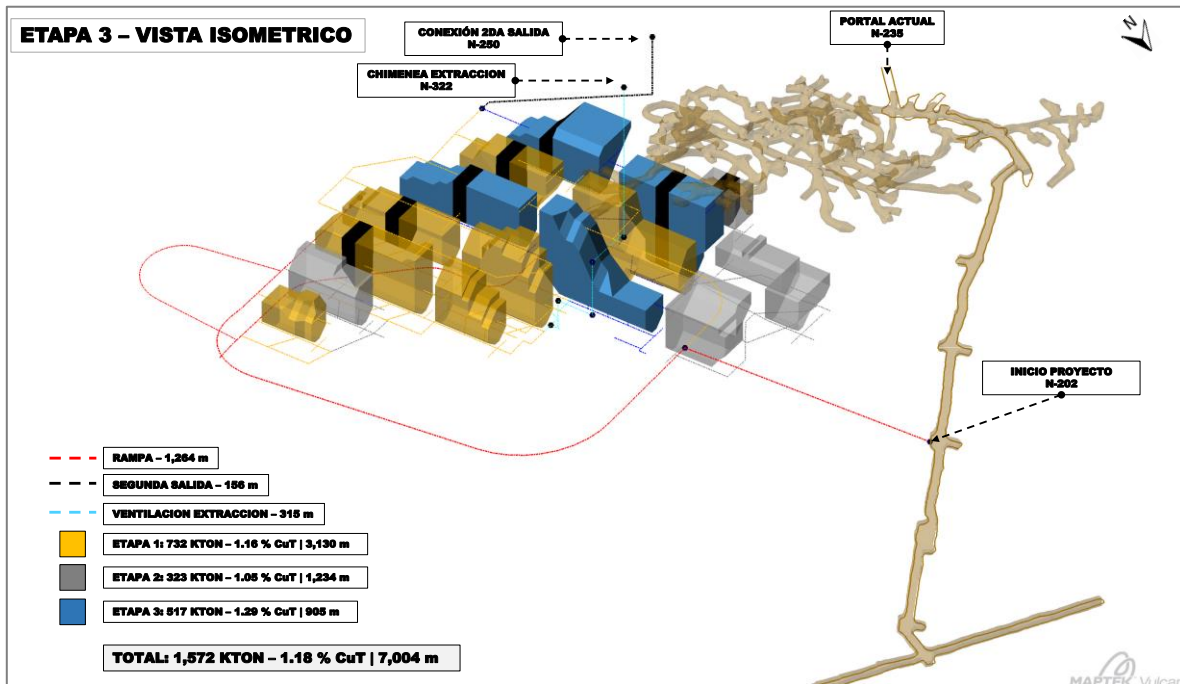 ETAPA 3 – VISTA ISOMETRICO
CONEXIÓN 2DA SALIDA
N-250
CHIMENEA EXTRACCION
N-322
PORTAL ACTUAL
N-235
N
INICIO PROYECTO
N-202
RAMPA – 1,264 m
SEGUNDA SALIDA – 156 m
VENTILACION EXTRACCION – 315 m
ETAPA 1: 732 KTON – 1.16 % CuT | 3,130 m
ETAPA 2: 323 KTON – 1.05 % CuT | 1,234 m
ETAPA 3: 517 KTON – 1.29 % CuT | 905 m
TOTAL: 1,572 KTON – 1.18 % CuT | 7,004 m
MAPTEK Vulcan